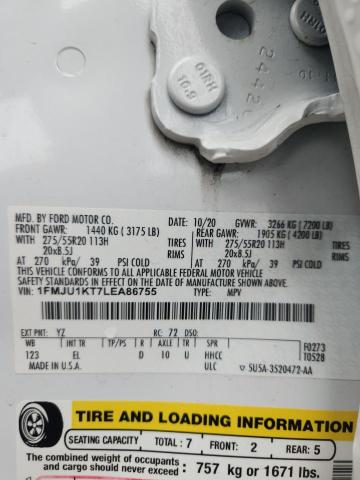 01RH
10.9
MFD. BY FORD MOTOR CO. DATE: 10/20 GVWR: 3266 KG (7200 LB)
FRONT GAWR: 1440 KG (3175 LB) REAR GAWR: 1905 KG (4200 LB)
WITH 275/55R20 113H TIRES WITH 275/55R20 113H TIRES
20x8.5J RIMS 20x8.5J RIMS
AT 270 kPa/ 39 PSI COLD AT 270 kPa/ 39 PSI COLD
THIS VEHICLE CONFORMS TO ALL APPLICABLE FEDERAL MOTOR VEHICLE
SAFETY STANDARDS IN EFFECT ON THE DATE OF MANUFACTURE SHOWN ABOVE.
VIN: 1FMJU1KT7LEA86755 TYPE: MPV
EXT PNT: YZ RC: 72 DSO:
WB INT TR TP/PS R AXLE TR SPR F0273
123 EL D 10 U HHCC T0528
MADE IN U.S.A. ULC 5U5A-3520472-AA
TIRE AND LOADING INFORMATION
SEATING CAPACITY TOTAL: 7 FRONT: 2 REAR: 5
The combined weight of occupants
and cargo should never exceed: 757 kg or 1671 lbs.